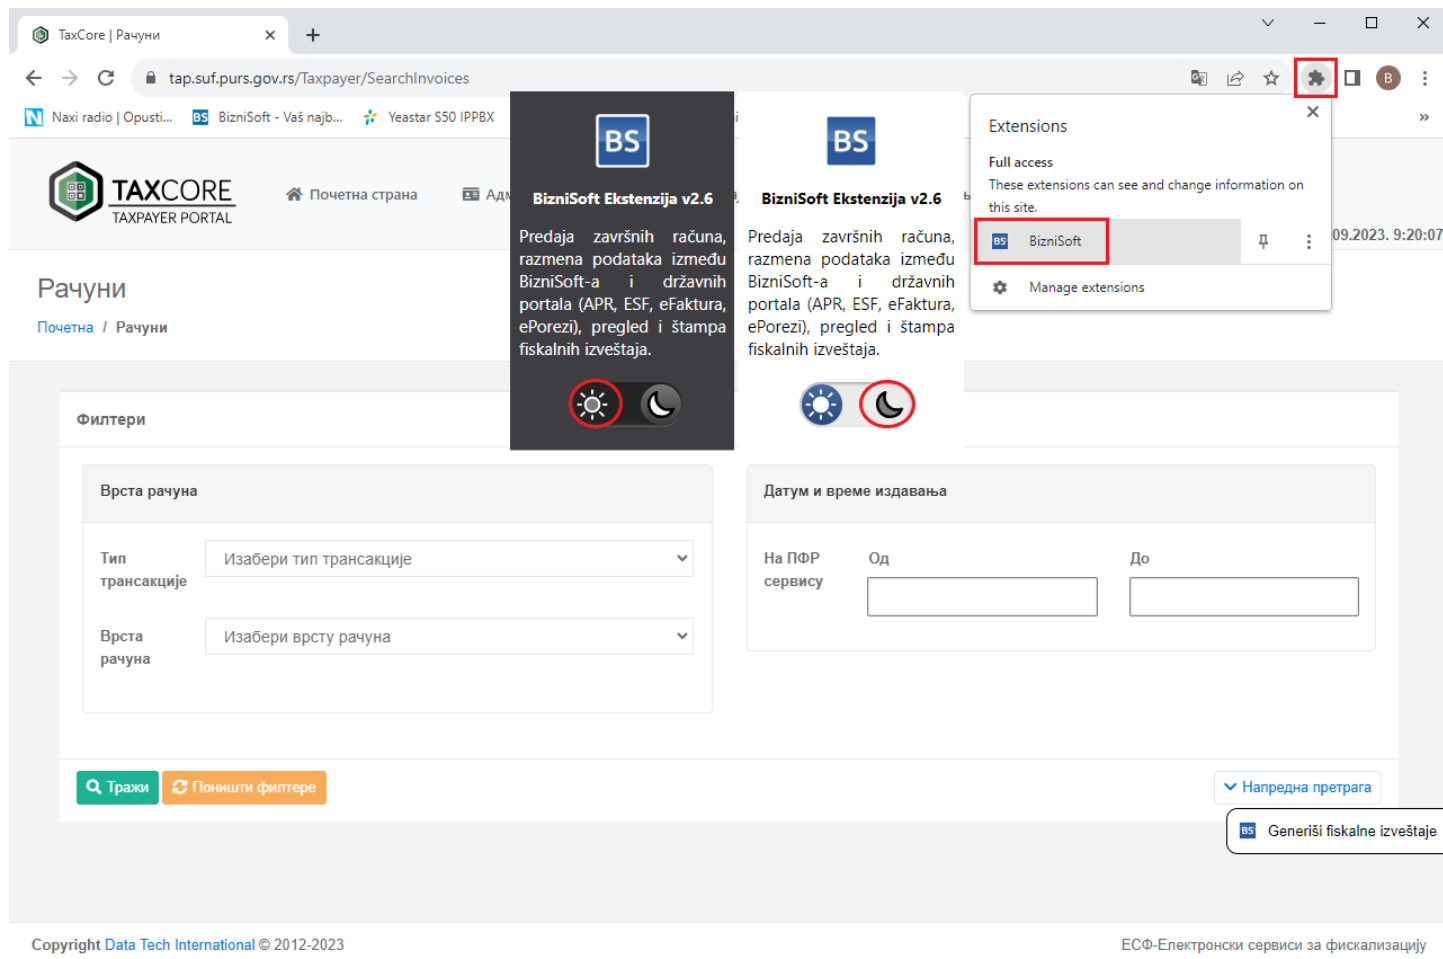 TaxCore | Рачуни
tap.suf.purs.gov.rs/Taxpayer/SearchInvoices
B
Naxi radio | Opusti...
BS BizniSoft - Vaš najb...
Yeastar S50 IPPBX
TAXCORE
TAXPAYER PORTAL
Почетна страна
Адм
BS
BizniSoft Ekstenzija v2.6
Predaja završnih računa,
razmena podataka između
BizniSoft-a i državnih
portala (APR, ESF, eFaktura,
ePorezi), pregled i štampa
fiskalnih izveštaja.
BS
BizniSoft Ekstenzija v2.6
Predaja završnih računa,
razmena podataka između
BizniSoft-a i državnih
portala (APR, ESF, eFaktura,
ePorezi), pregled i štampa
fiskalnih izveštaja.
Extensions
Full access
These extensions can see and change information on
this site.
BS BizniSoft
Manage extensions
09.2023. 9:20:07
Рачуни
Почетна / Рачуни
Филтери
Врста рачуна
Тип
трансакције
Изабери тип трансакције
Врста
рачуна
Изабери врсту рачуна
Датум и време издавања
На ПФР
сервису
Од
До
Тражи
Поништи филтере
Напредна претрага
BS Generiši fiskalne izveštaje
Copyright Data Tech International © 2012-2023
ЕСФ-Електронски сервиси за фискализацију